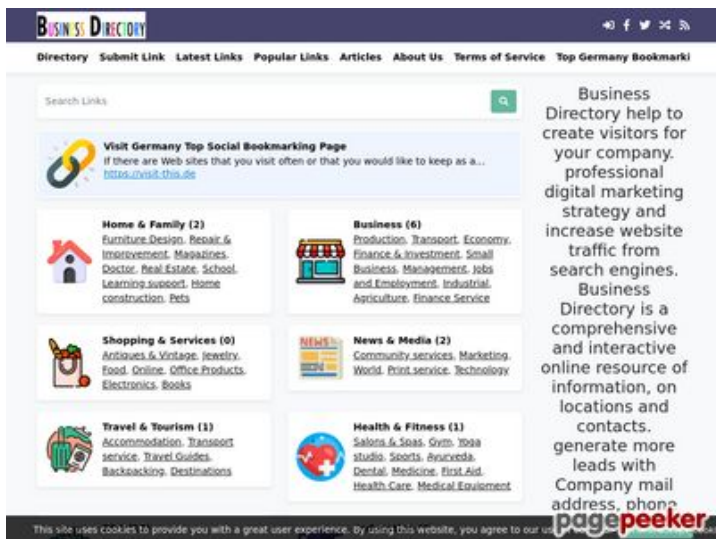 BUSINESS DIRECTORY
Directory Submit Link Latest Links Popular Links Articles About Us Terms of Service Top Germany Bookmarki
Search Links
Visit Germany Top Social Bookmarking Page
If there are Web sites that you visit often or that you would like to keep as a...
https://visit-this.de
Home & Family (2)
Furniture Design, Repair &
Improvement, Magazines,
Doctor, Real Estate, School,
Learning support, Home
construction, Pets
Business (6)
Production, Transport, Economy,
Finance & Investment, Small
Business, Management, Jobs
and Employment, Industrial,
Agriculture, Finance Service
Shopping & Services (0)
Antiques & Vintage, Jewelry,
Food, Online, Office Products,
Electronics, Books
NEWS
News & Media (2)
Community services, Marketing,
World, Print service, Technology
Travel & Tourism (1)
Accommodation, Transport
service, Travel Guides,
Backpacking, Destinations
Health & Fitness (1)
Salons & Spas, Gym, Yoga
studio, Sports, Ayurveda,
Dental, Medicine, First Aid,
Health Care, Medical Equipment
Business
Directory help to
create visitors for
your company.
professional
digital marketing
strategy and
increase website
traffic from
search engines.
Business
Directory is a
comprehensive
and interactive
online resource of
information, on
locations and
contacts.
generate more
leads with
Company mail
address, phone
This site uses cookies to provide you with a great user experience. By using this website, you agree to our
pagepeeker